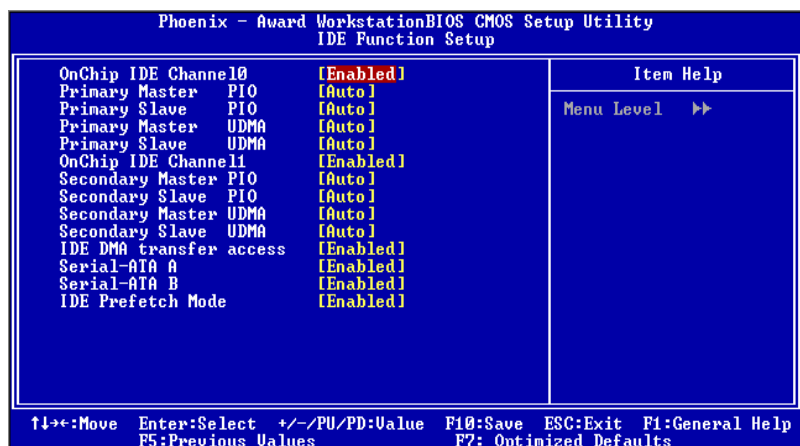 Phoenix - Award WorkstationBIOS CMOS Setup Utility
IDE Function Setup
OnChip IDE Channel0 [Enabled]
Primary Master PIO [Auto]
Primary Slave PIO [Auto]
Primary Master UDMA [Auto]
Primary Slave UDMA [Auto]
OnChip IDE Channel1 [Enabled]
Secondary Master PIO [Auto]
Secondary Slave PIO [Auto]
Secondary Master UDMA [Auto]
Secondary Slave UDMA [Auto]
IDE DMA transfer access [Enabled]
Serial-ATA A [Enabled]
Serial-ATA B [Enabled]
IDE Prefetch Mode [Enabled]
Item Help
Menu Level ▶▶
↑↓→←:Move Enter:Select +/-/PU/PD:Value F10:Save ESC:Exit F1:General Help
F5:Previous Values F7: Optimized Defaults